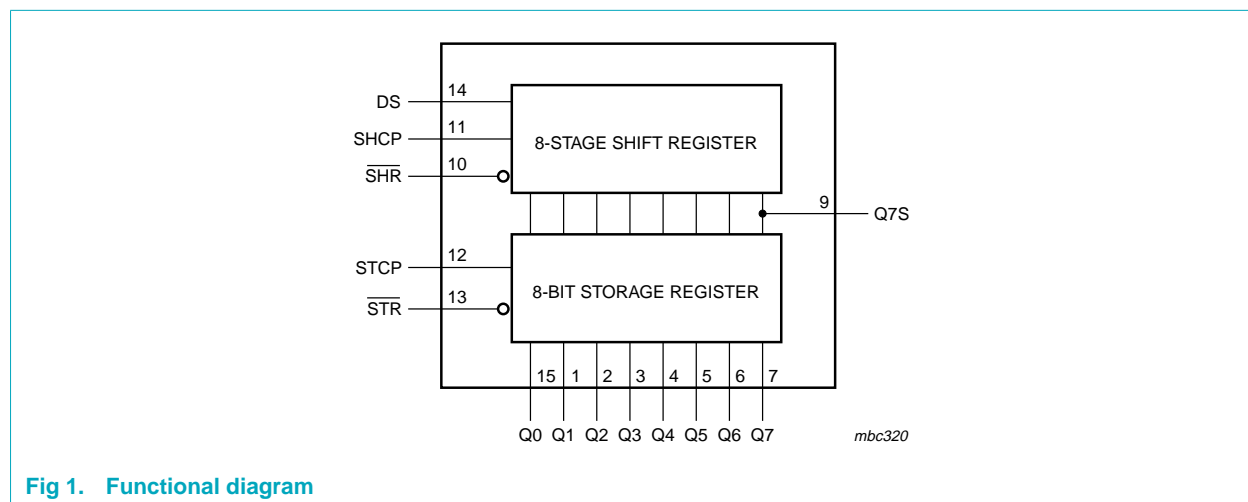 14
DS
11
SHCP
8-STAGE SHIFT REGISTER
10
SHR
9
Q7S
12
STCP
8-BIT STORAGE REGISTER
13
STR
15 1 2 3 4 5 6 7
Q0 Q1 Q2 Q3 Q4 Q5 Q6 Q7
mbc320
Fig 1. Functional diagram